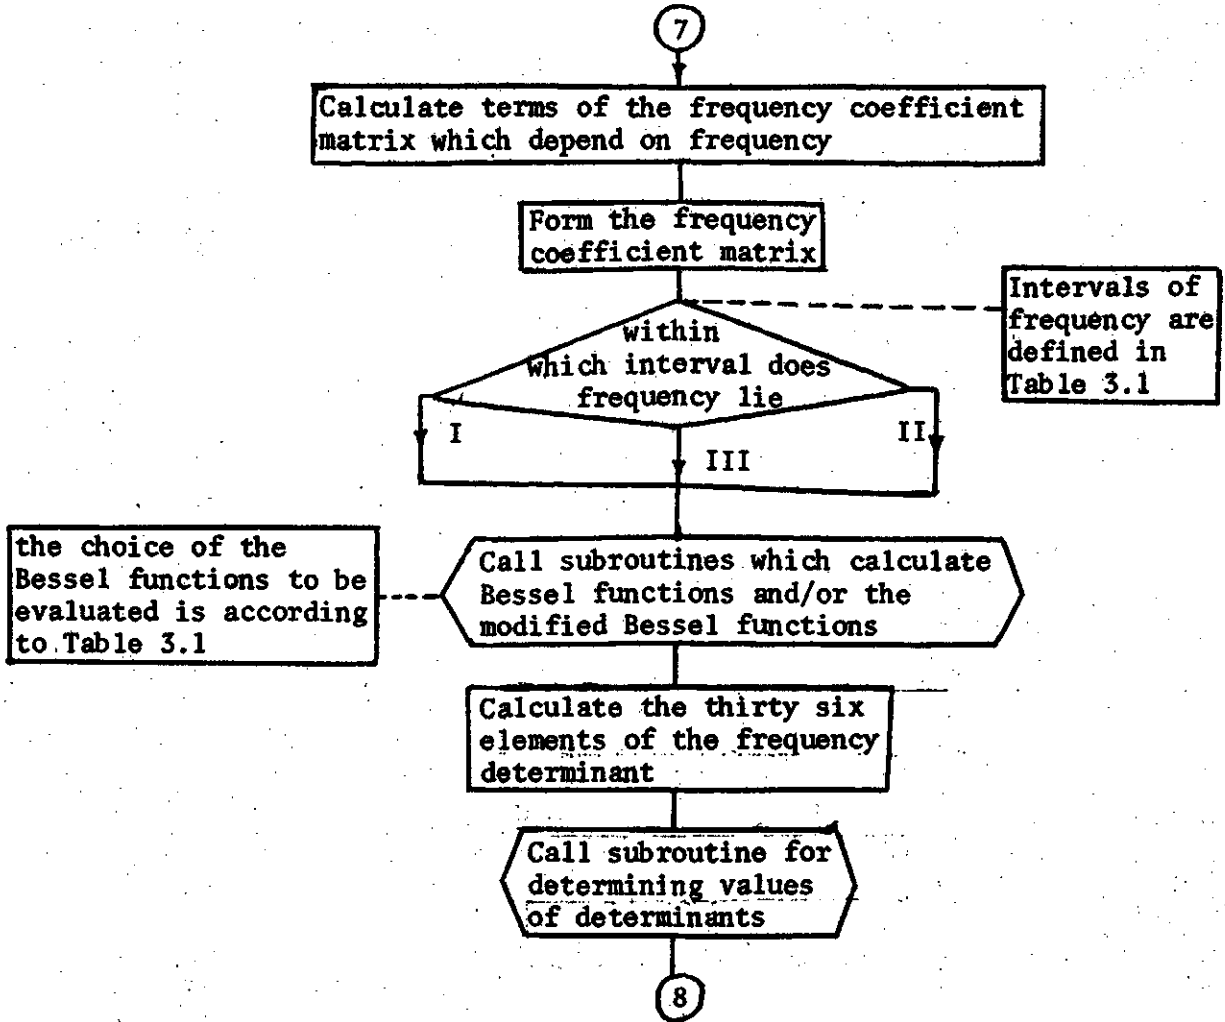 7
Calculate terms of the frequency coefficient
matrix which depend on frequency
Form the frequency
coefficient matrix
Intervals of
frequency are
defined in
Table 3.1
within
which interval does
frequency lie
I
III
II
the choice of the
Bessel functions to be
evaluated is according
to Table 3.1
Call subroutines which calculate
Bessel functions and/or the
modified Bessel functions
Calculate the thirty six
elements of the frequency
determinant
Call subroutine for
determining values
of determinants
8